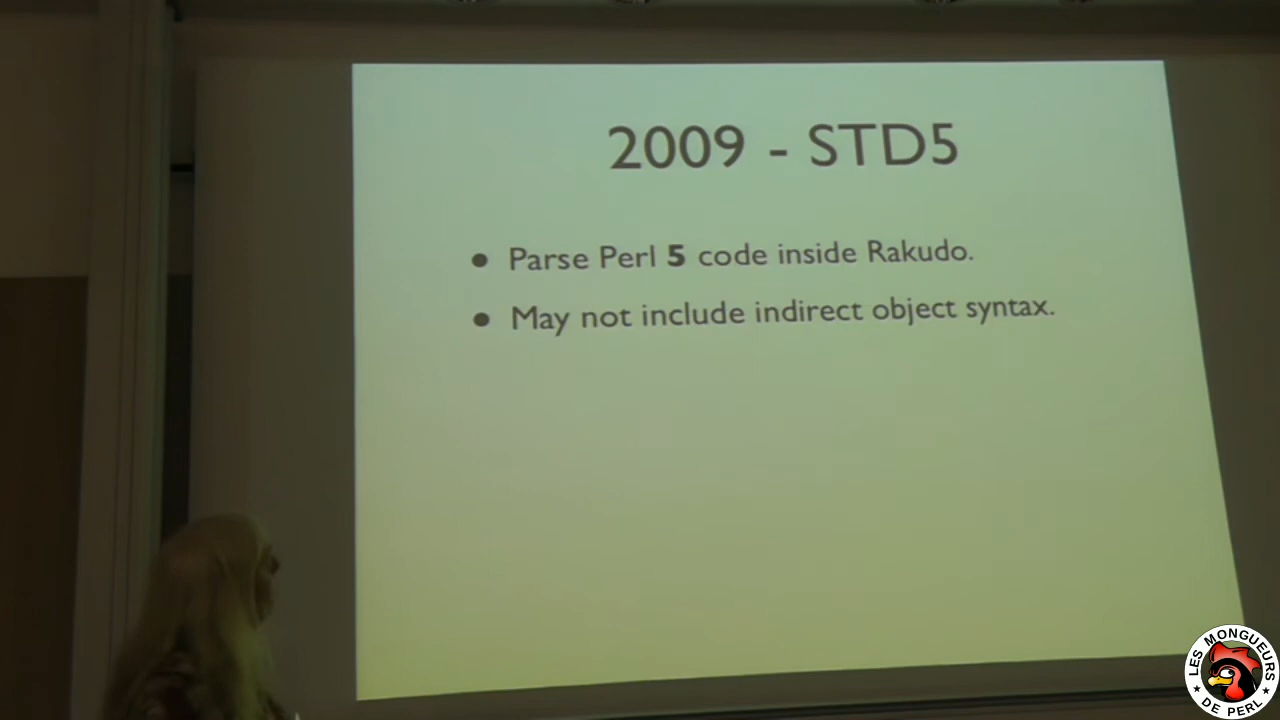 2009 - STD5
• Parse Perl 5 code inside Rakudo.
• May not include indirect object syntax.
LES MONGUEURS
★ DE PERL ★